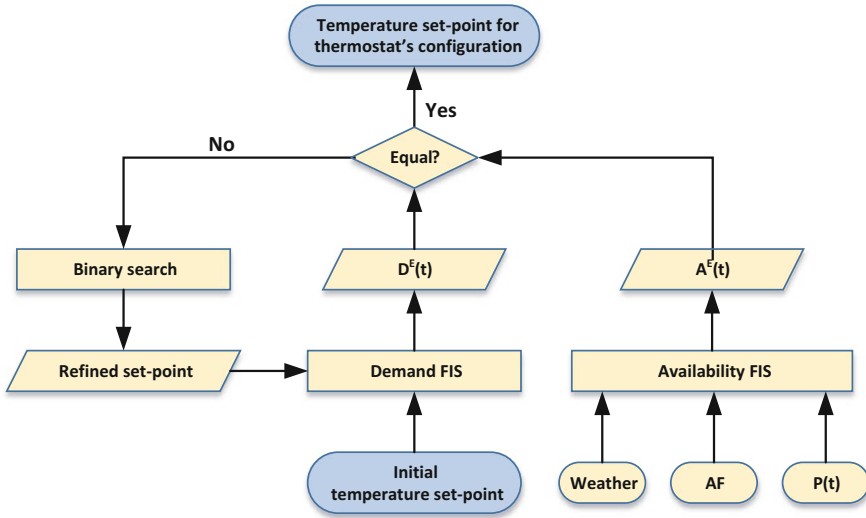 Temperature set-point for
thermostat's configuration
Yes
No
Equal?
Binary search
D^E(t)
A^E(t)
Refined set-point
Demand FIS
Availability FIS
Initial
temperature set-point
Weather
AF
P(t)